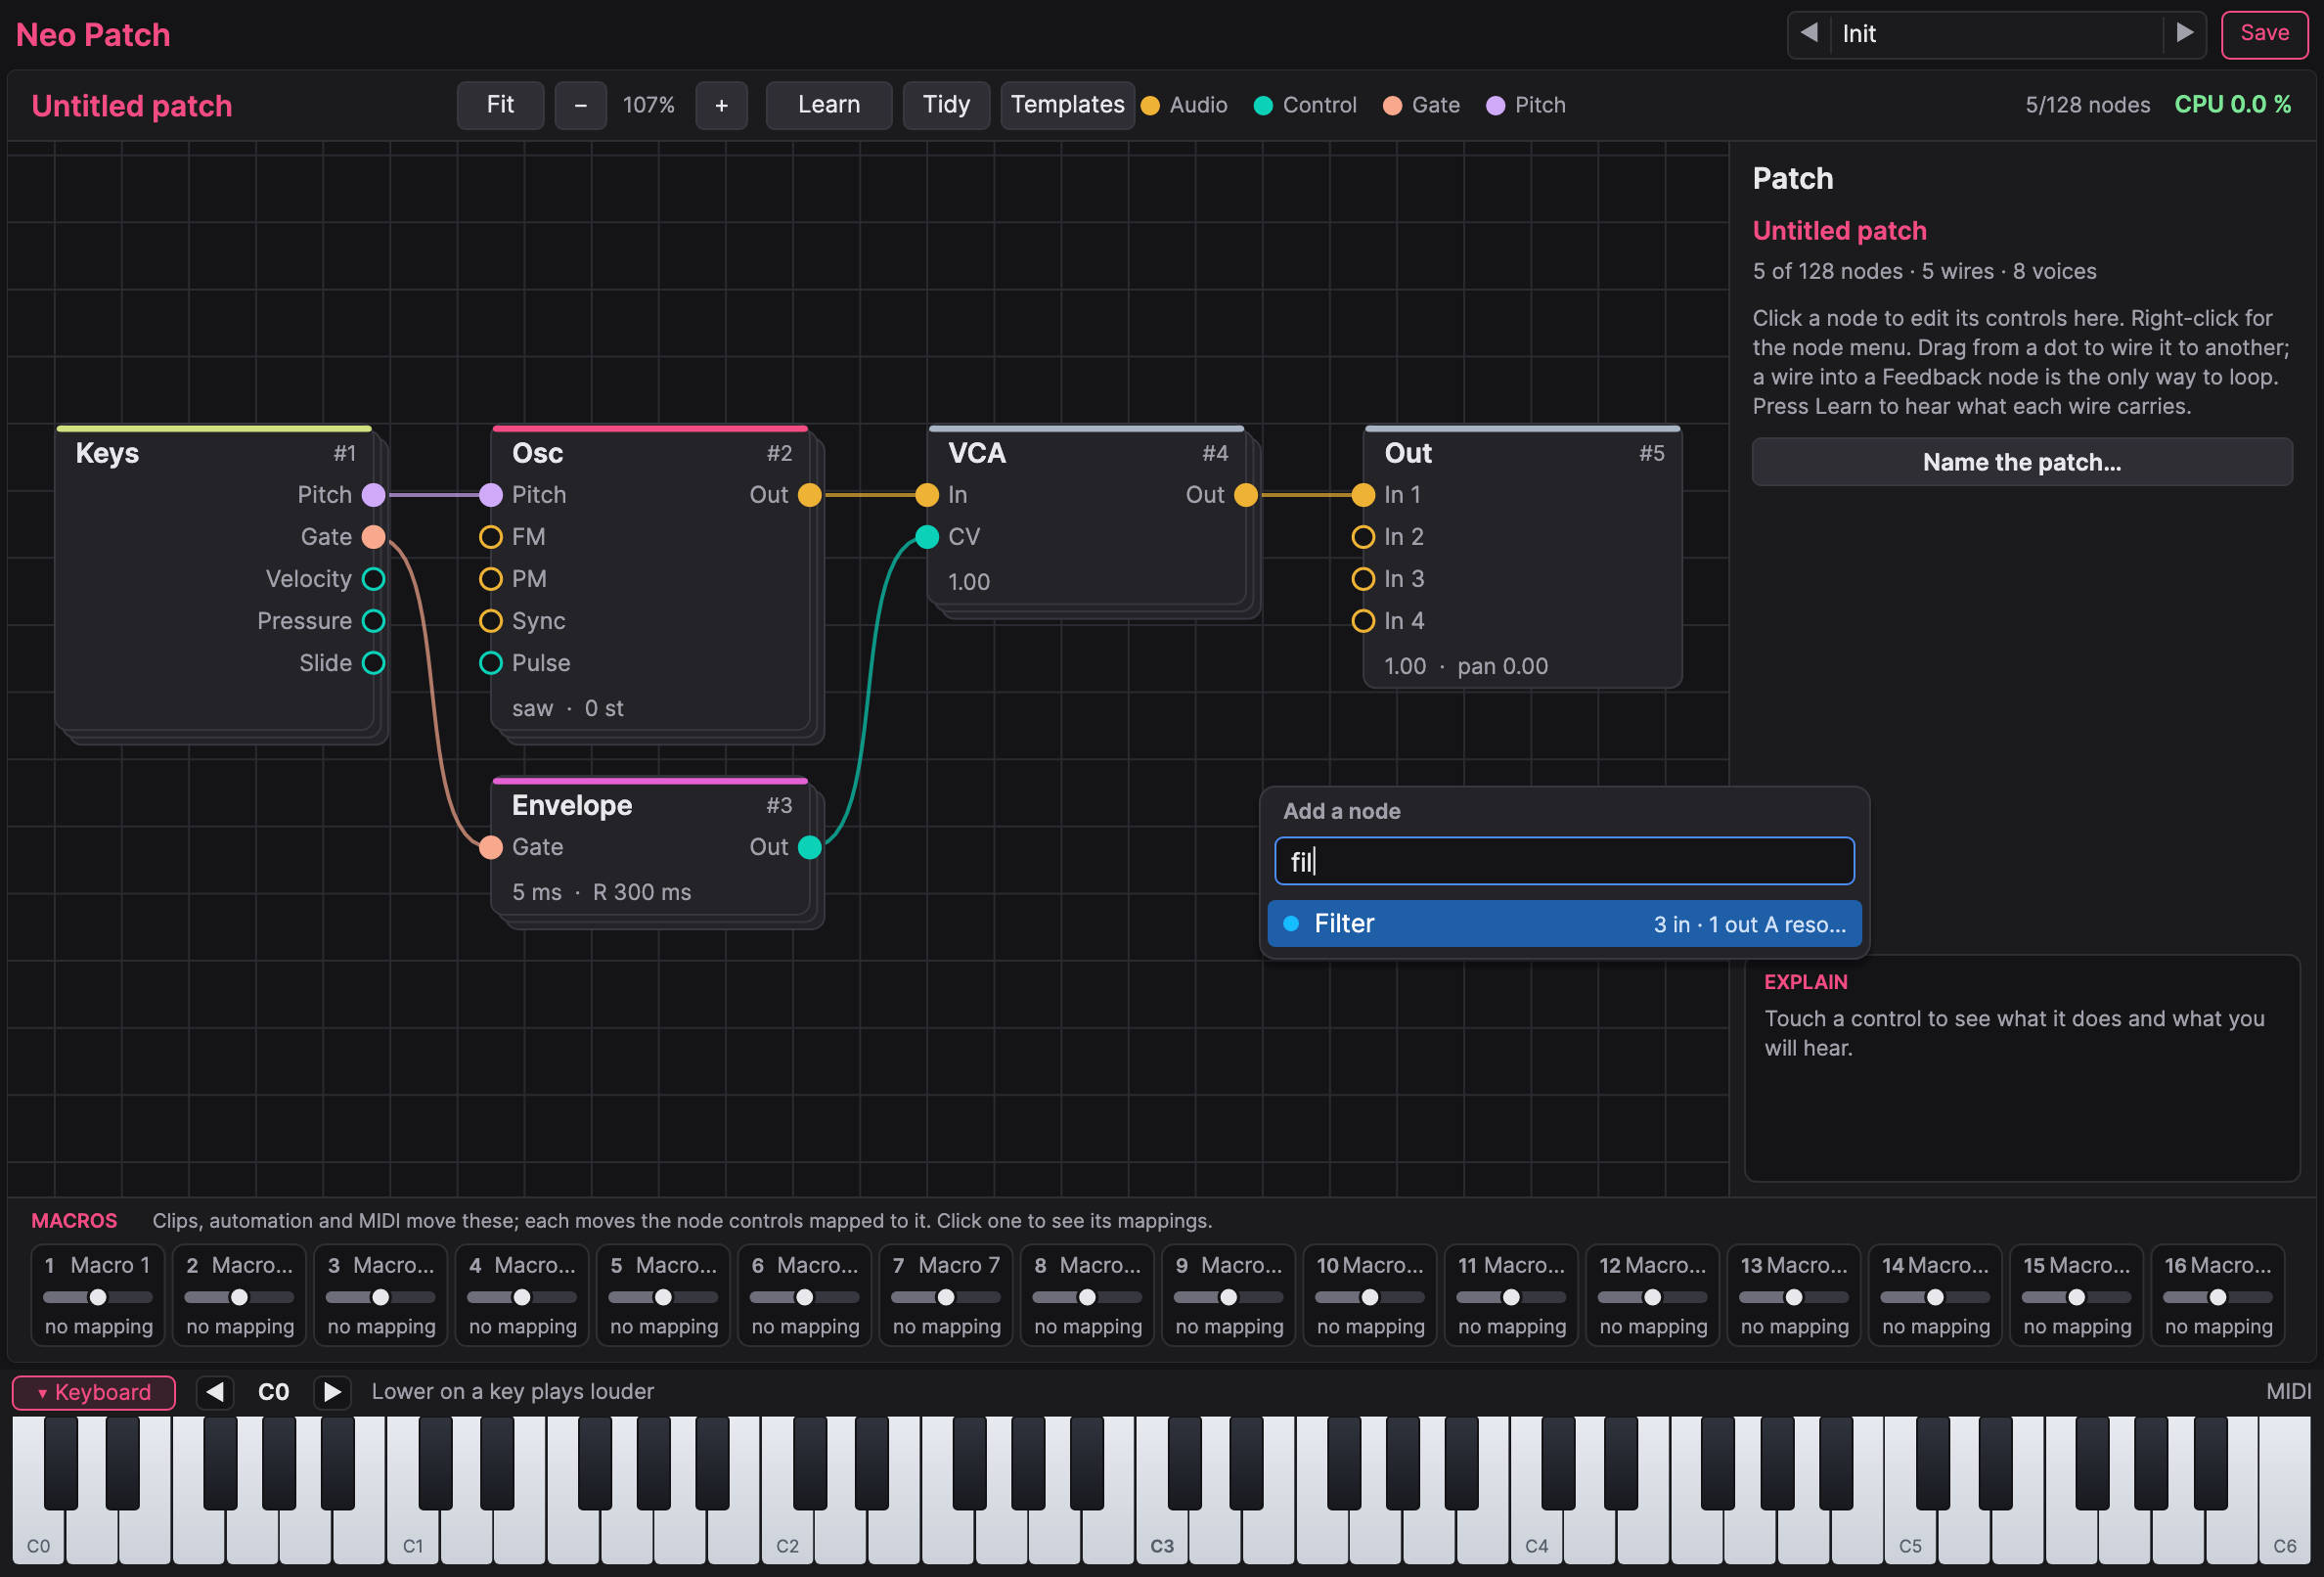 Neo Patch
Init
Save
Untitled patch
Fit
−
107%
+
Learn
Tidy
Templates
Audio
Control
Gate
Pitch
5/128 nodes
CPU 0.0 %
Keys #1
Pitch
Gate
Velocity
Pressure
Slide
Osc #2
Pitch Out
FM
PM
Sync
Pulse
saw · 0 st
Envelope #3
Gate Out
5 ms · R 300 ms
VCA #4
In Out
CV
1.00
Out #5
In 1
In 2
In 3
In 4
1.00 · pan 0.00
Add a node
fil
Filter 3 in · 1 out A reso...
Patch
Untitled patch
5 of 128 nodes · 5 wires · 8 voices
Click a node to edit its controls here. Right-click for
the node menu. Drag from a dot to wire it to another;
a wire into a Feedback node is the only way to loop.
Press Learn to hear what each wire carries.
Name the patch...
EXPLAIN
Touch a control to see what it does and what you
will hear.
MACROS Clips, automation and MIDI move these; each moves the node controls mapped to it. Click one to see its mappings.
1 Macro 1
no mapping
2 Macro...
no mapping
3 Macro...
no mapping
4 Macro...
no mapping
5 Macro...
no mapping
6 Macro...
no mapping
7 Macro 7
no mapping
8 Macro...
no mapping
9 Macro...
no mapping
10 Macro...
no mapping
11 Macro...
no mapping
12 Macro...
no mapping
13 Macro...
no mapping
14 Macro...
no mapping
15 Macro...
no mapping
16 Macro...
no mapping
Keyboard
C0
Lower on a key plays louder
MIDI
C0 C1 C2 C3 C4 C5 C6